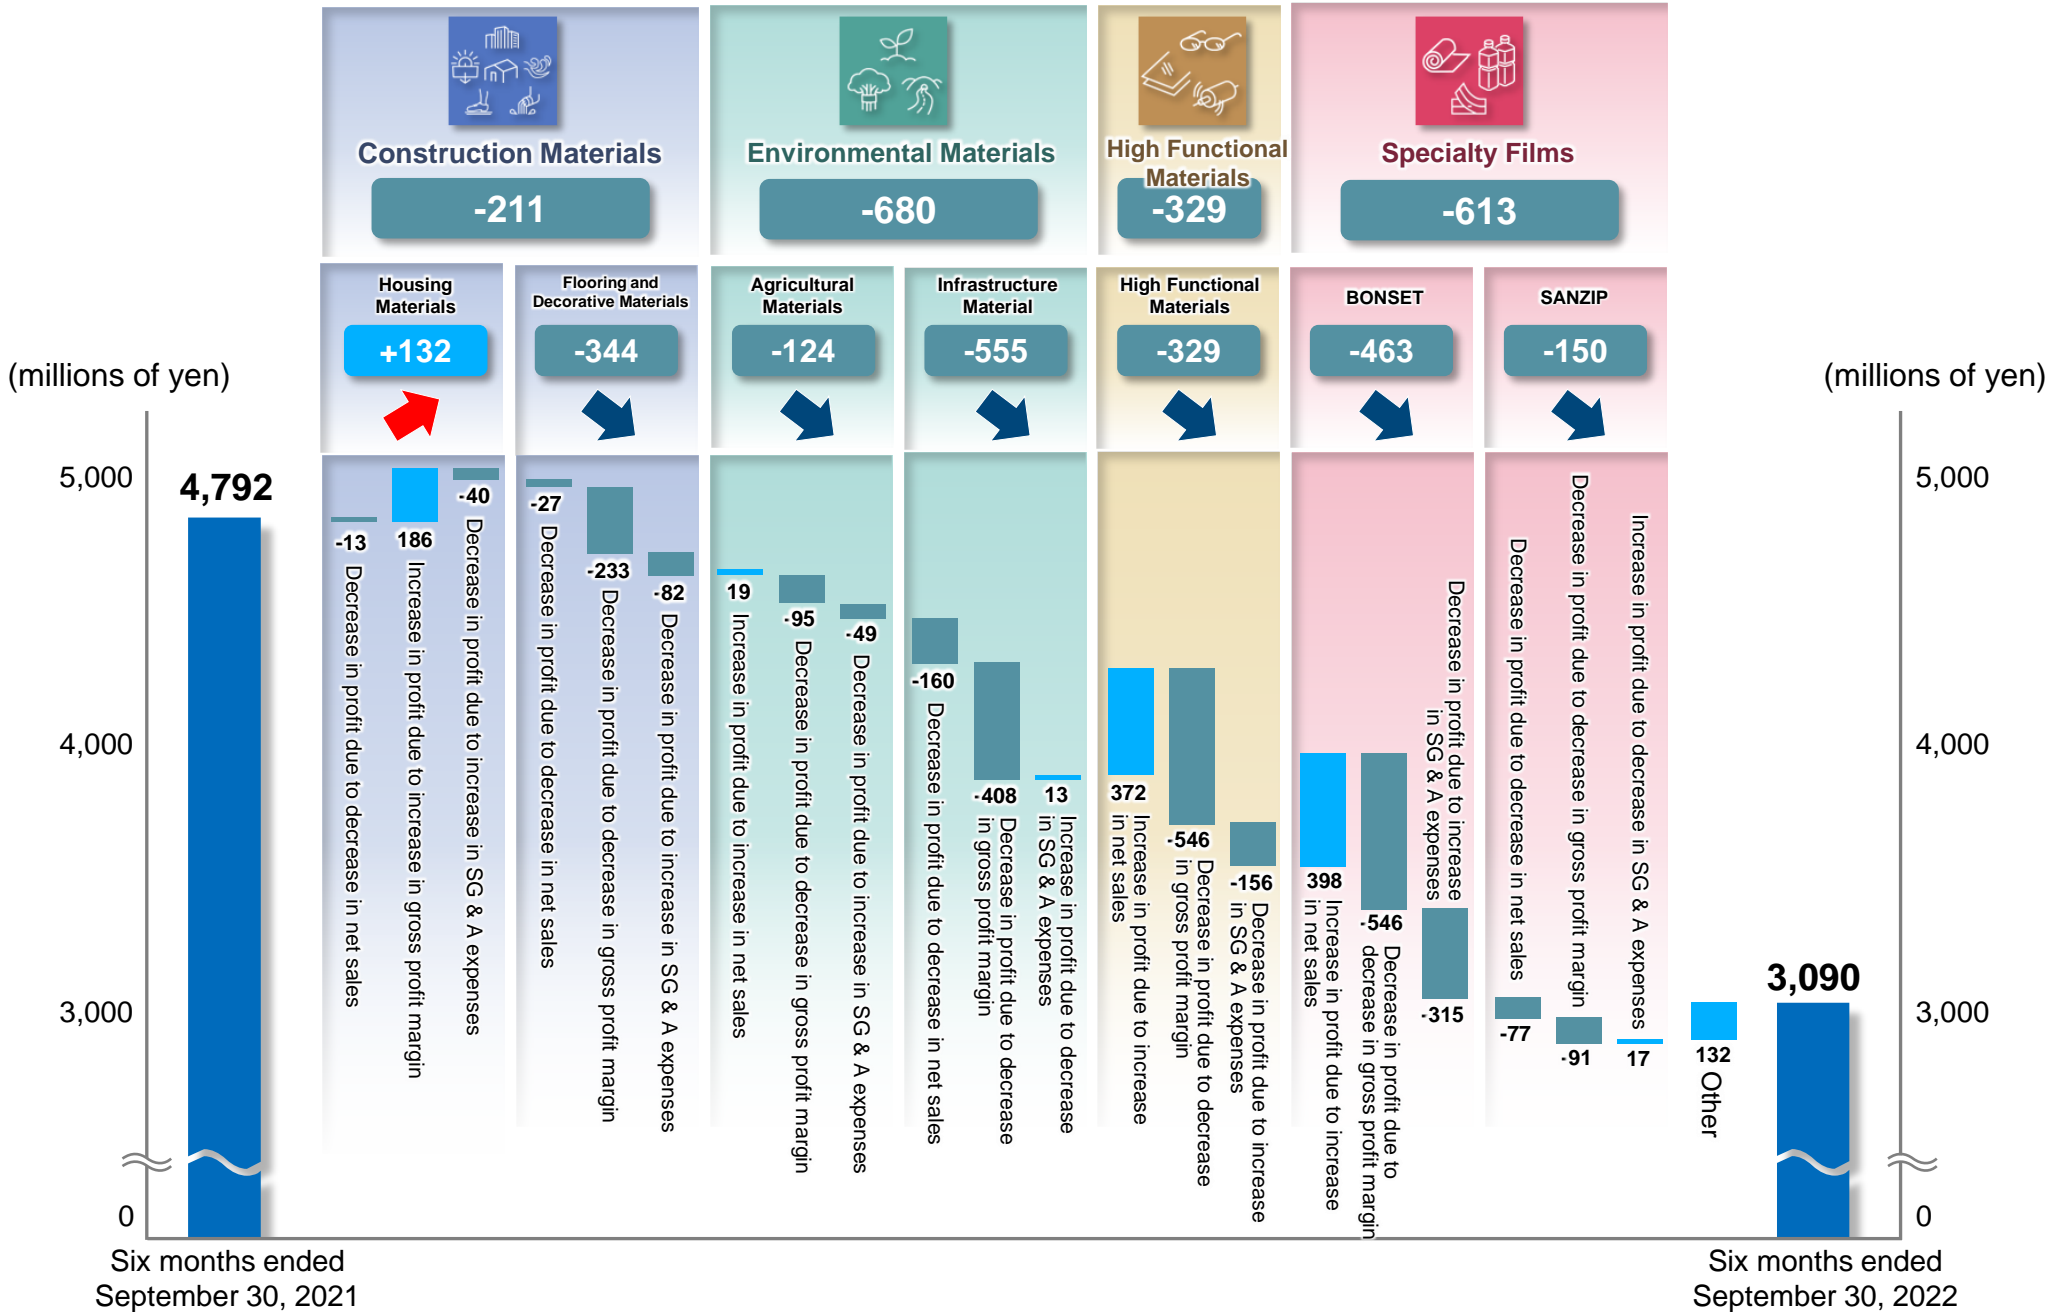 Construction Materials
-211
Environmental Materials
-680
High Functional
Materials
-329
Specialty Films
-613
Housing
Materials
+132
Flooring and
Decorative Materials
-344
Agricultural
Materials
-124
Infrastructure
Material
-555
High Functional
Materials
-329
BONSET
-463
SANZIP
-150
(millions of yen)
5,000
4,000
3,000
0
4,792
Six months ended
September 30, 2021
-13
Decrease in profit due to decrease in net sales
186
Increase in profit due to increase in gross profit margin
-40
Decrease in profit due to increase in SG & A expenses
-27
Decrease in profit due to decrease in net sales
-233
Decrease in profit due to decrease in gross profit margin
-82
Decrease in profit due to increase in SG & A expenses
19
Increase in profit due to increase in net sales
-95
Decrease in profit due to decrease in gross profit margin
-49
Decrease in profit due to increase in SG & A expenses
-160
Decrease in profit due to decrease in net sales
-408
Decrease in profit due to decrease
in gross profit margin
13
Increase in profit due to decrease
in SG & A expenses
372
Increase in profit due to increase
in net sales
-546
Decrease in profit due to decrease
in gross profit margin
-156
Decrease in profit due to increase
in SG & A expenses
398
Increase in profit due to increase
in net sales
-546
Decrease in profit due to
decrease in gross profit margin
Decrease in profit due to increase
in SG & A expenses
-315
Decrease in profit due to decrease in net sales
-77
Decrease in profit due to decrease in gross profit margin
-91
Increase in profit due to decrease in SG & A expenses
17
132
Other
3,090
Six months ended
September 30, 2022
(millions of yen)
5,000
4,000
3,000
0